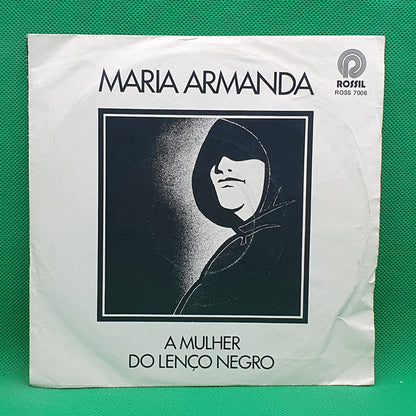 ROSSIL
ROSS 7006
MARIA ARMANDA
A MULHER
DO LENÇO NEGRO